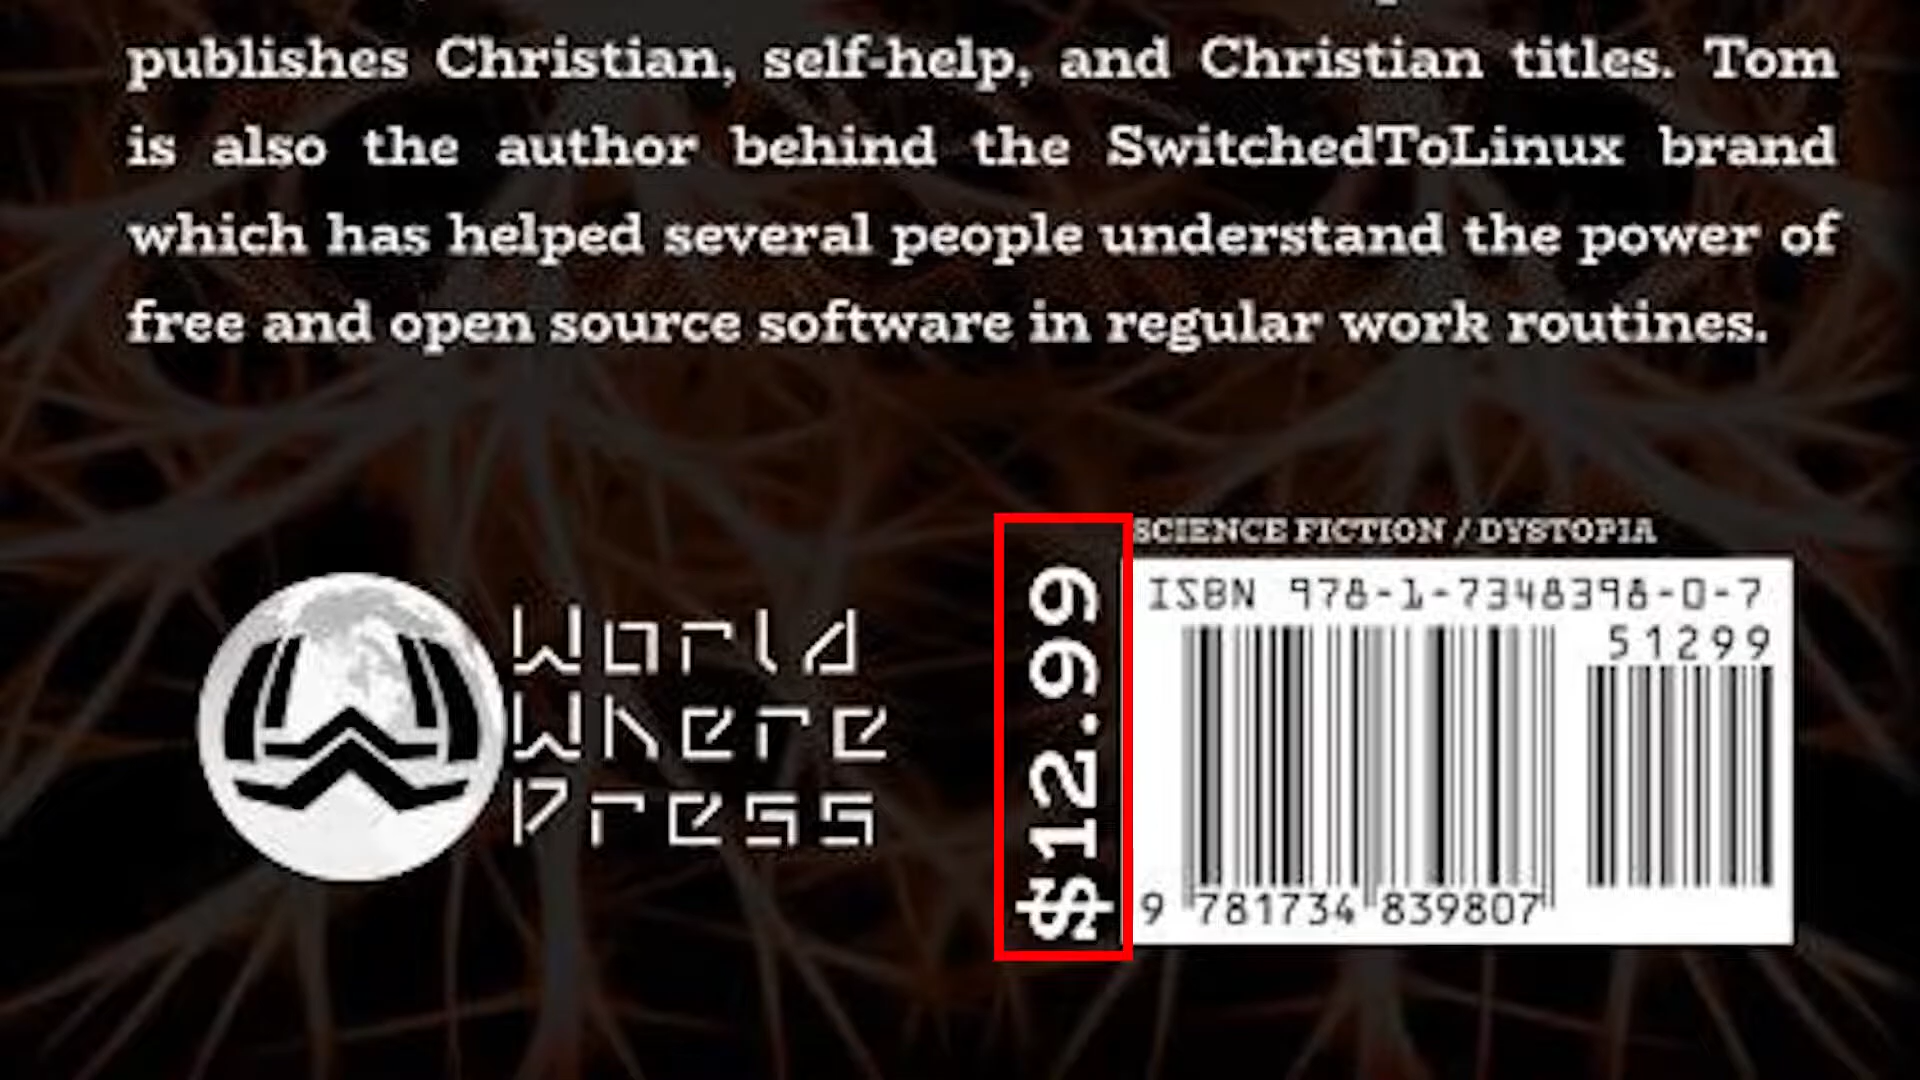 publishes Christian, self-help, and Christian titles. Tom
is also the author behind the SwitchedToLinux brand
which has helped several people understand the power of
free and open source software in regular work routines.
World
Where
Press
$12.99
SCIENCE FICTION / DYSTOPIA
ISBN 978-1-7348398-0-7
51299
9 781734 839807